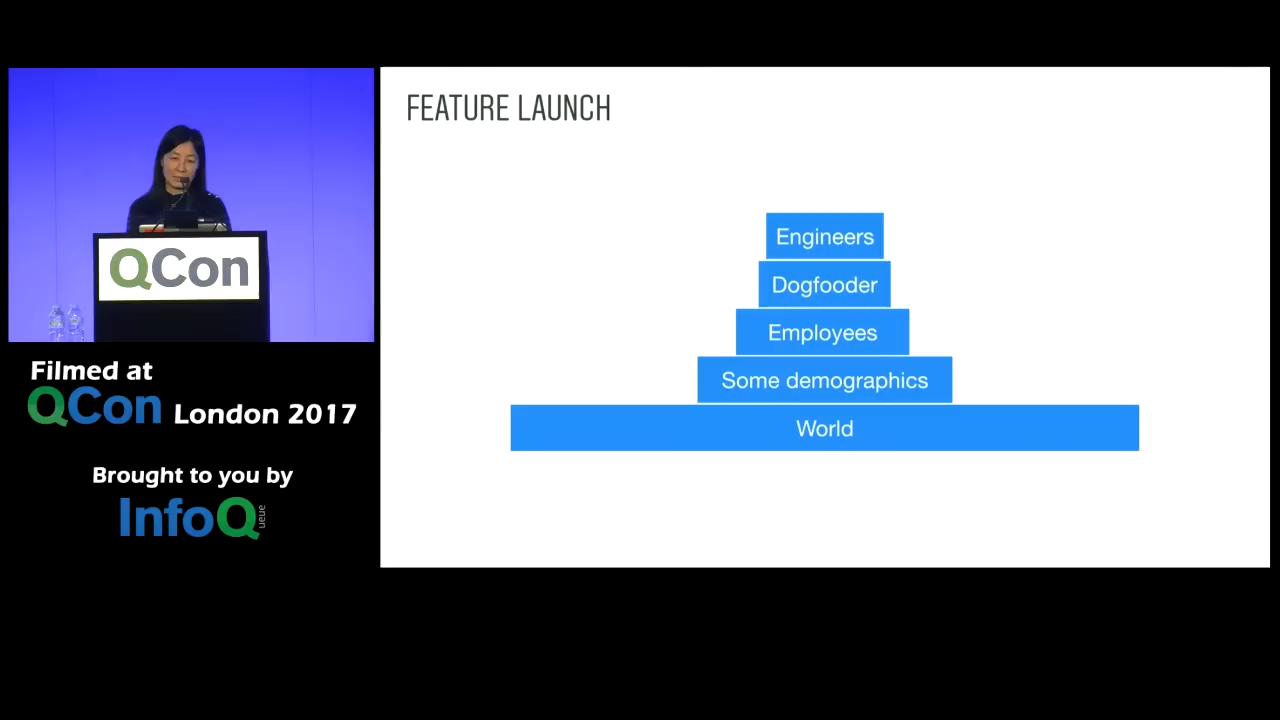 FEATURE LAUNCH
Engineers
Dogfooder
Employees
Some demographics
World
QCon
Filmed at
QCon London 2017
Brought to you by
InfoQ
ueue